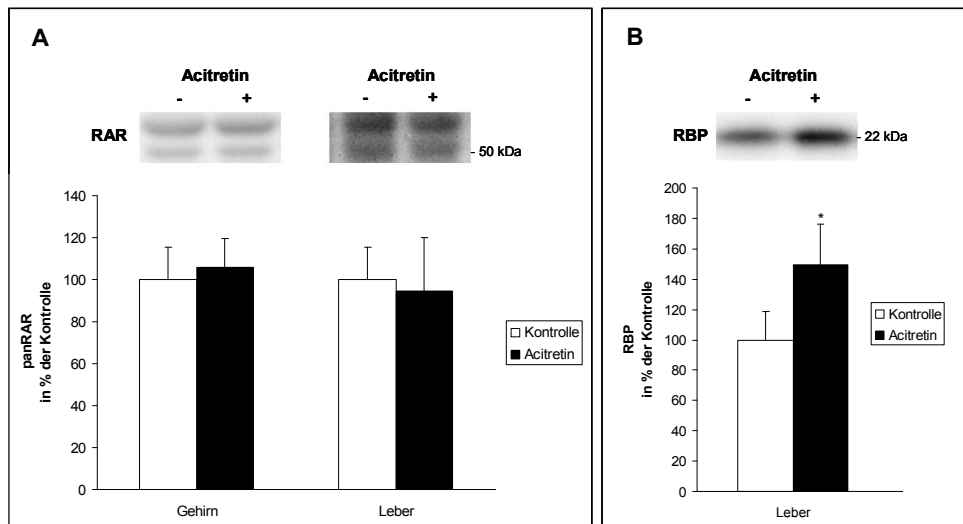 A
Acitretin
- +
Acitretin
- +
RAR
- 50 kDa
140
120
100
80
60
40
20
0
panRAR
in % der Kontrolle
Kontrolle
Acitretin
Gehirn
Leber
B
Acitretin
- +
RBP
- 22 kDa
200
180
160
140
120
100
80
60
40
20
0
RBP
in % der Kontrolle
*
Kontrolle
Acitretin
Leber